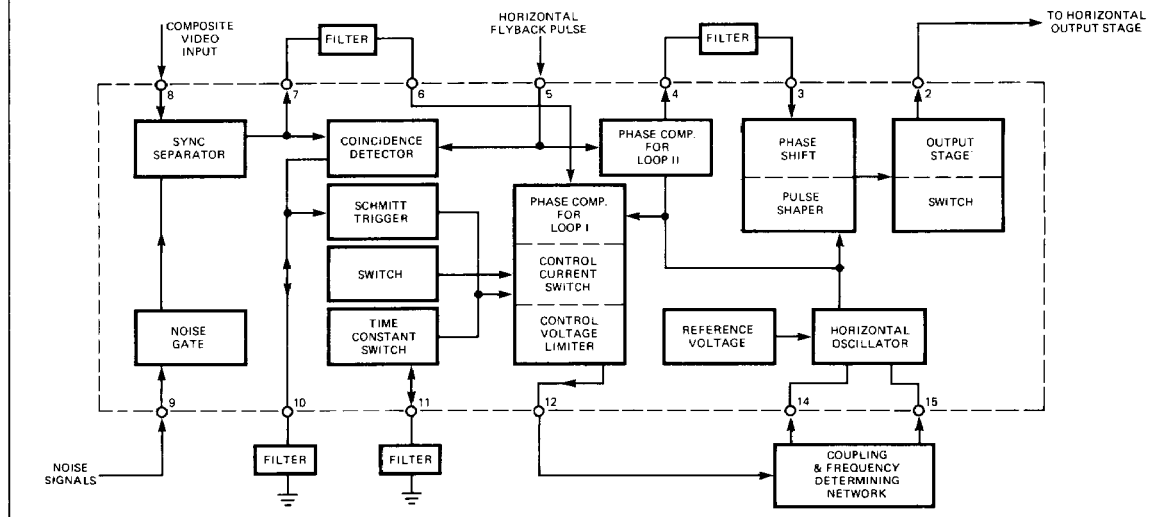 COMPOSITE
VIDEO
INPUT
FILTER
HORIZONTAL
FLYBACK PULSE
FILTER
TO HORIZONTAL
OUTPUT STAGE
8
7
6
5
4
3
2
SYNC
SEPARATOR
COINCIDENCE
DETECTOR
PHASE COMP.
FOR
LOOP II
PHASE
SHIFT
PULSE
SHAPER
OUTPUT
STAGE
SWITCH
SCHMITT
TRIGGER
PHASE COMP.
FOR
LOOP I
CONTROL
CURRENT
SWITCH
CONTROL
VOLTAGE
LIMITER
SWITCH
NOISE
GATE
TIME
CONSTANT
SWITCH
REFERENCE
VOLTAGE
HORIZONTAL
OSCILLATOR
9
10
11
12
14
15
NOISE
SIGNALS
FILTER
FILTER
COUPLING
& FREQUENCY
DETERMINING
NETWORK